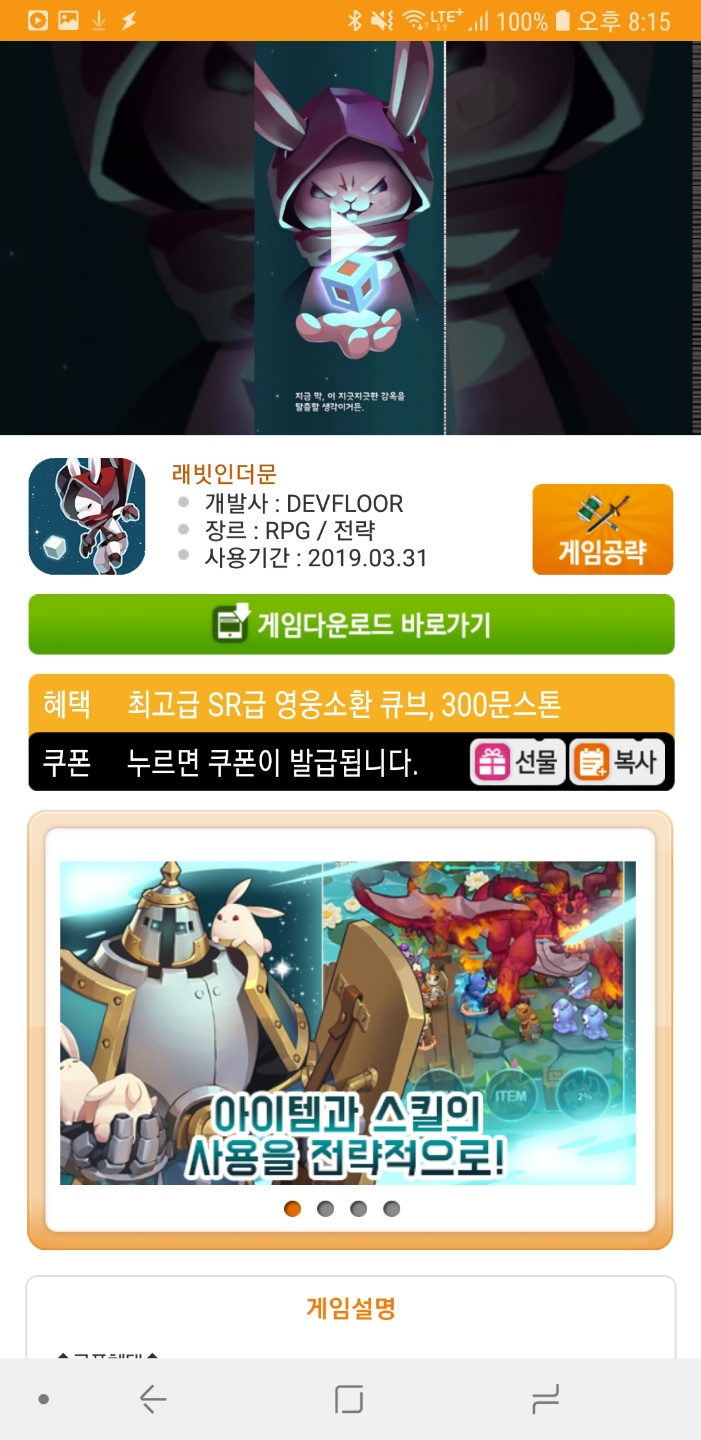 LTE+ 100% 오후 8:15
지금 막, 이 지긋지긋한 감옥을
탈출할 생각이거든.
래빗인더문
개발사 : DEVFLOOR
장르 : RPG / 전략
사용기간 : 2019.03.31
게임공략
게임다운로드 바로가기
혜택 최고급 SR급 영웅소환 큐브, 300문스톤
쿠폰 누르면 쿠폰이 발급됩니다. 선물 복사
ITEM 2%
아이템과 스킬의
사용을 전략적으로!
게임설명